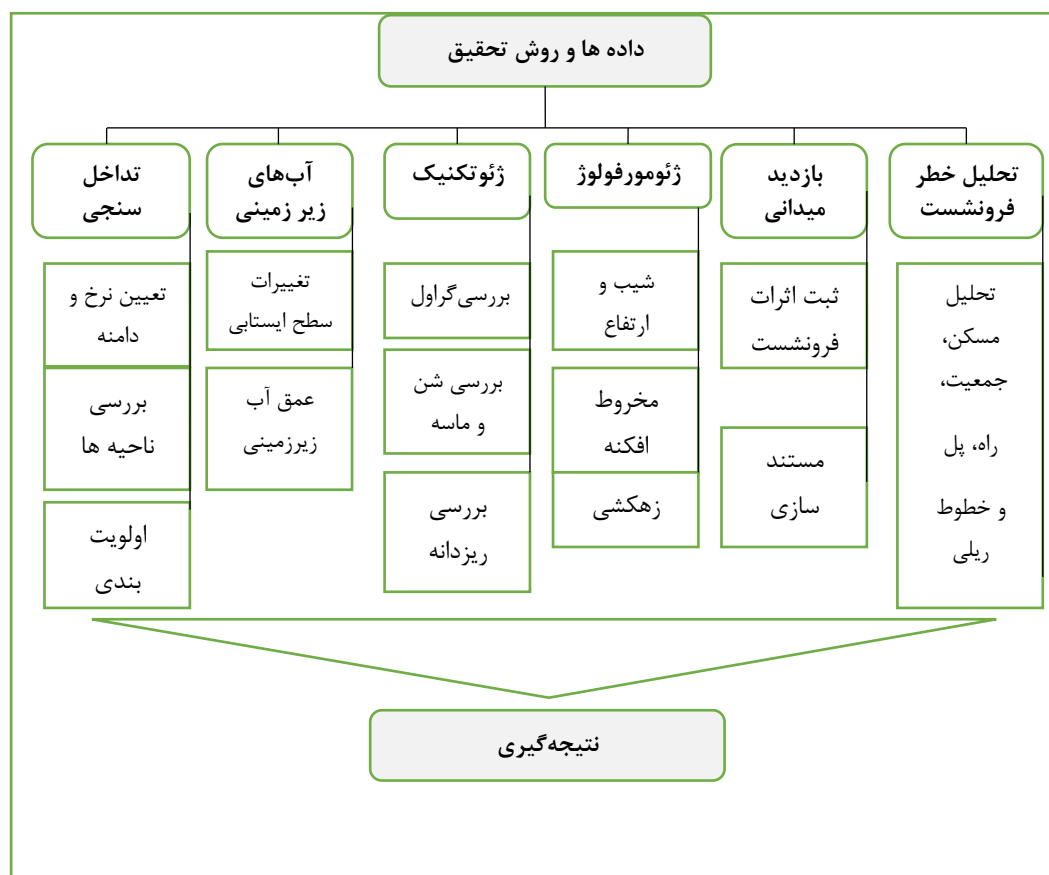 داده ها و روش تحقیق
تحلیل خطر
فرونشست
بازدید
میدانی
ژئومورفولوژ
ژئوتکنیک
آب‌های
زیر زمینی
تداخل
سنجی
تحلیل
مسکن،
جمعیت،
راه، پل
و خطوط
ریلی
ثبت اثرات
فرونشست
مستند
سازی
شیب و
ارتفاع
مخروط
افکنه
زهکشی
بررسی‌گراول
بررسی شن
و ماسه
بررسی
ریزدانه
تغییرات
سطح ایستابی
عمق آب
زیرزمینی
تعیین نرخ و
دامنه
بررسی
ناحیه ها
اولویت
بندی
نتیجه‌گیری